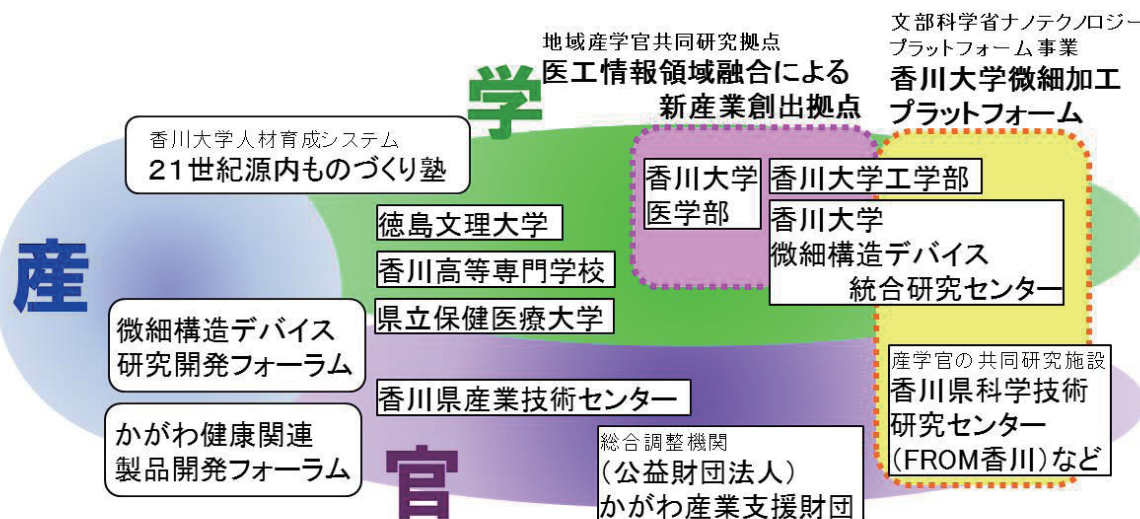 文部科学省ナノテクノロジー
プラットフォーム事業
香川大学微細加工
プラットフォーム
地域産学官共同研究拠点
医工情報領域融合による
新産業創出拠点
学
香川大学人材育成システム
21世紀源内ものづくり塾
香川大学
医学部
香川大学工学部
香川大学
微細構造デバイス
統合研究センター
徳島文理大学
香川高等専門学校
県立保健医療大学
産
微細構造デバイス
研究開発フォーラム
かがわ健康関連
製品開発フォーラム
香川県産業技術センター
官
総合調整機関
(公益財団法人)
かがわ産業支援財団
産学官の共同研究施設
香川県科学技術
研究センター
(FROM香川)など